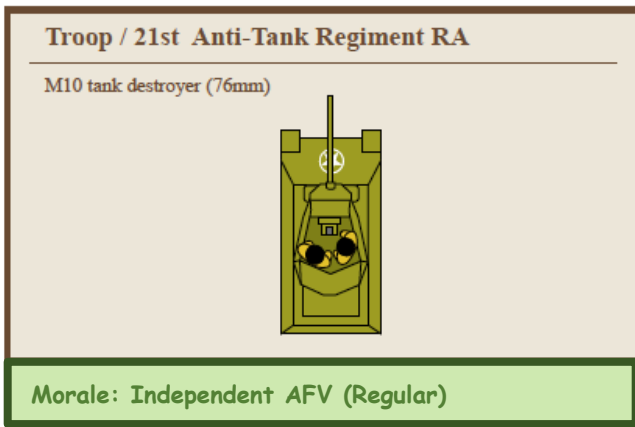 Troop / 21st Anti-Tank Regiment RA
M10 tank destroyer (76mm)
Morale: Independent AFV (Regular)